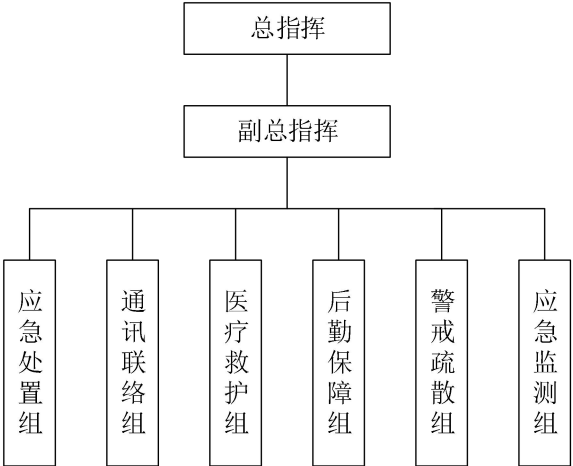 总指挥
副总指挥
应急处置组
通讯联络组
医疗救护组
后勤保障组
警戒疏散组
应急监测组